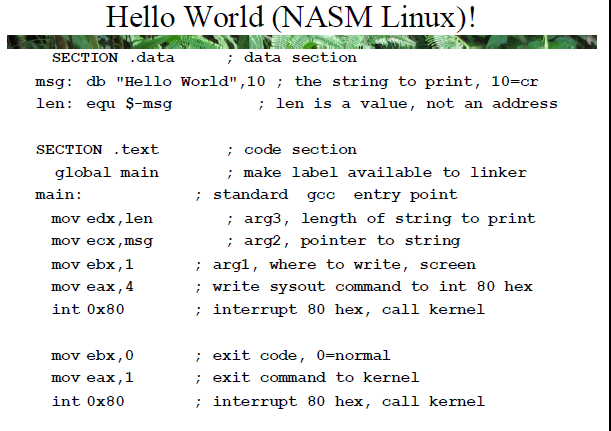 Hello World (NASM Linux)!
SECTION .data ; data section
msg: db "Hello World",10 ; the string to print, 10=cr
len: equ $-msg ; len is a value, not an address
SECTION .text ; code section
global main ; make label available to linker
main: ; standard gcc entry point
mov edx,len ; arg3, length of string to print
mov ecx,msg ; arg2, pointer to string
mov ebx,1 ; arg1, where to write, screen
mov eax,4 ; write sysout command to int 80 hex
int 0x80 ; interrupt 80 hex, call kernel
mov ebx,0 ; exit code, 0=normal
mov eax,1 ; exit command to kernel
int 0x80 ; interrupt 80 hex, call kernel